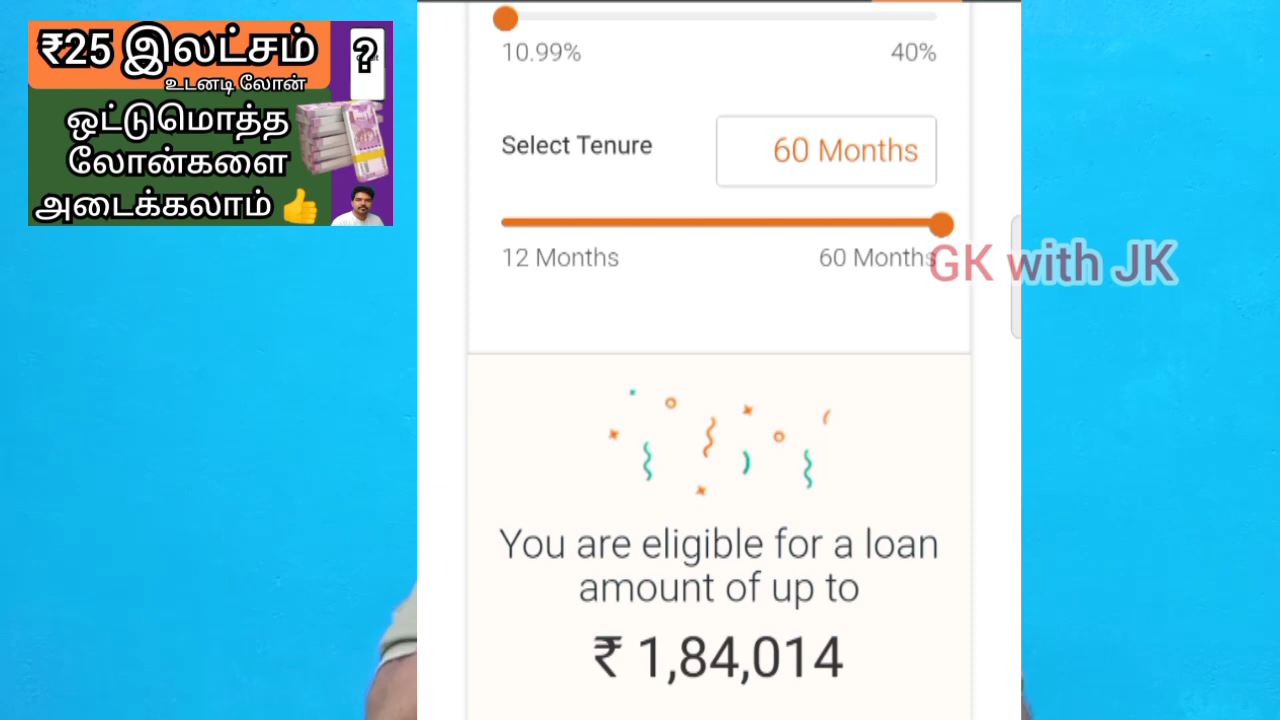 ₹25 இலட்சம்
உடனடி லோன்
?
ஒட்டுமொத்த
லோன்களை
அடைக்கலாம்
10.99% 40%
Select Tenure 60 Months
12 Months 60 Months
GK with JK
You are eligible for a loan
amount of up to
₹ 1,84,014